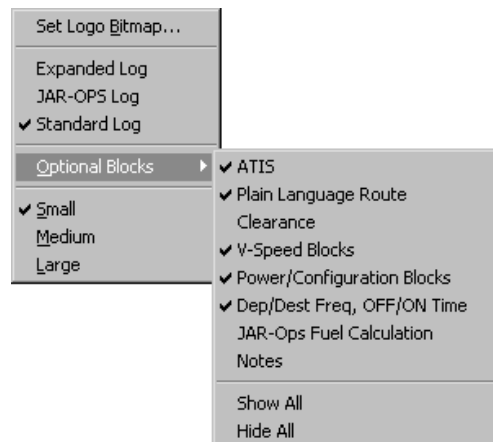 Set Logo Bitmap...
Expanded Log
JAR-OPS Log
Standard Log
Optional Blocks
Small
Medium
Large
ATIS
Plain Language Route
Clearance
V-Speed Blocks
Power/Configuration Blocks
Dep/Dest Freq, OFF/ON Time
JAR-Ops Fuel Calculation
Notes
Show All
Hide All